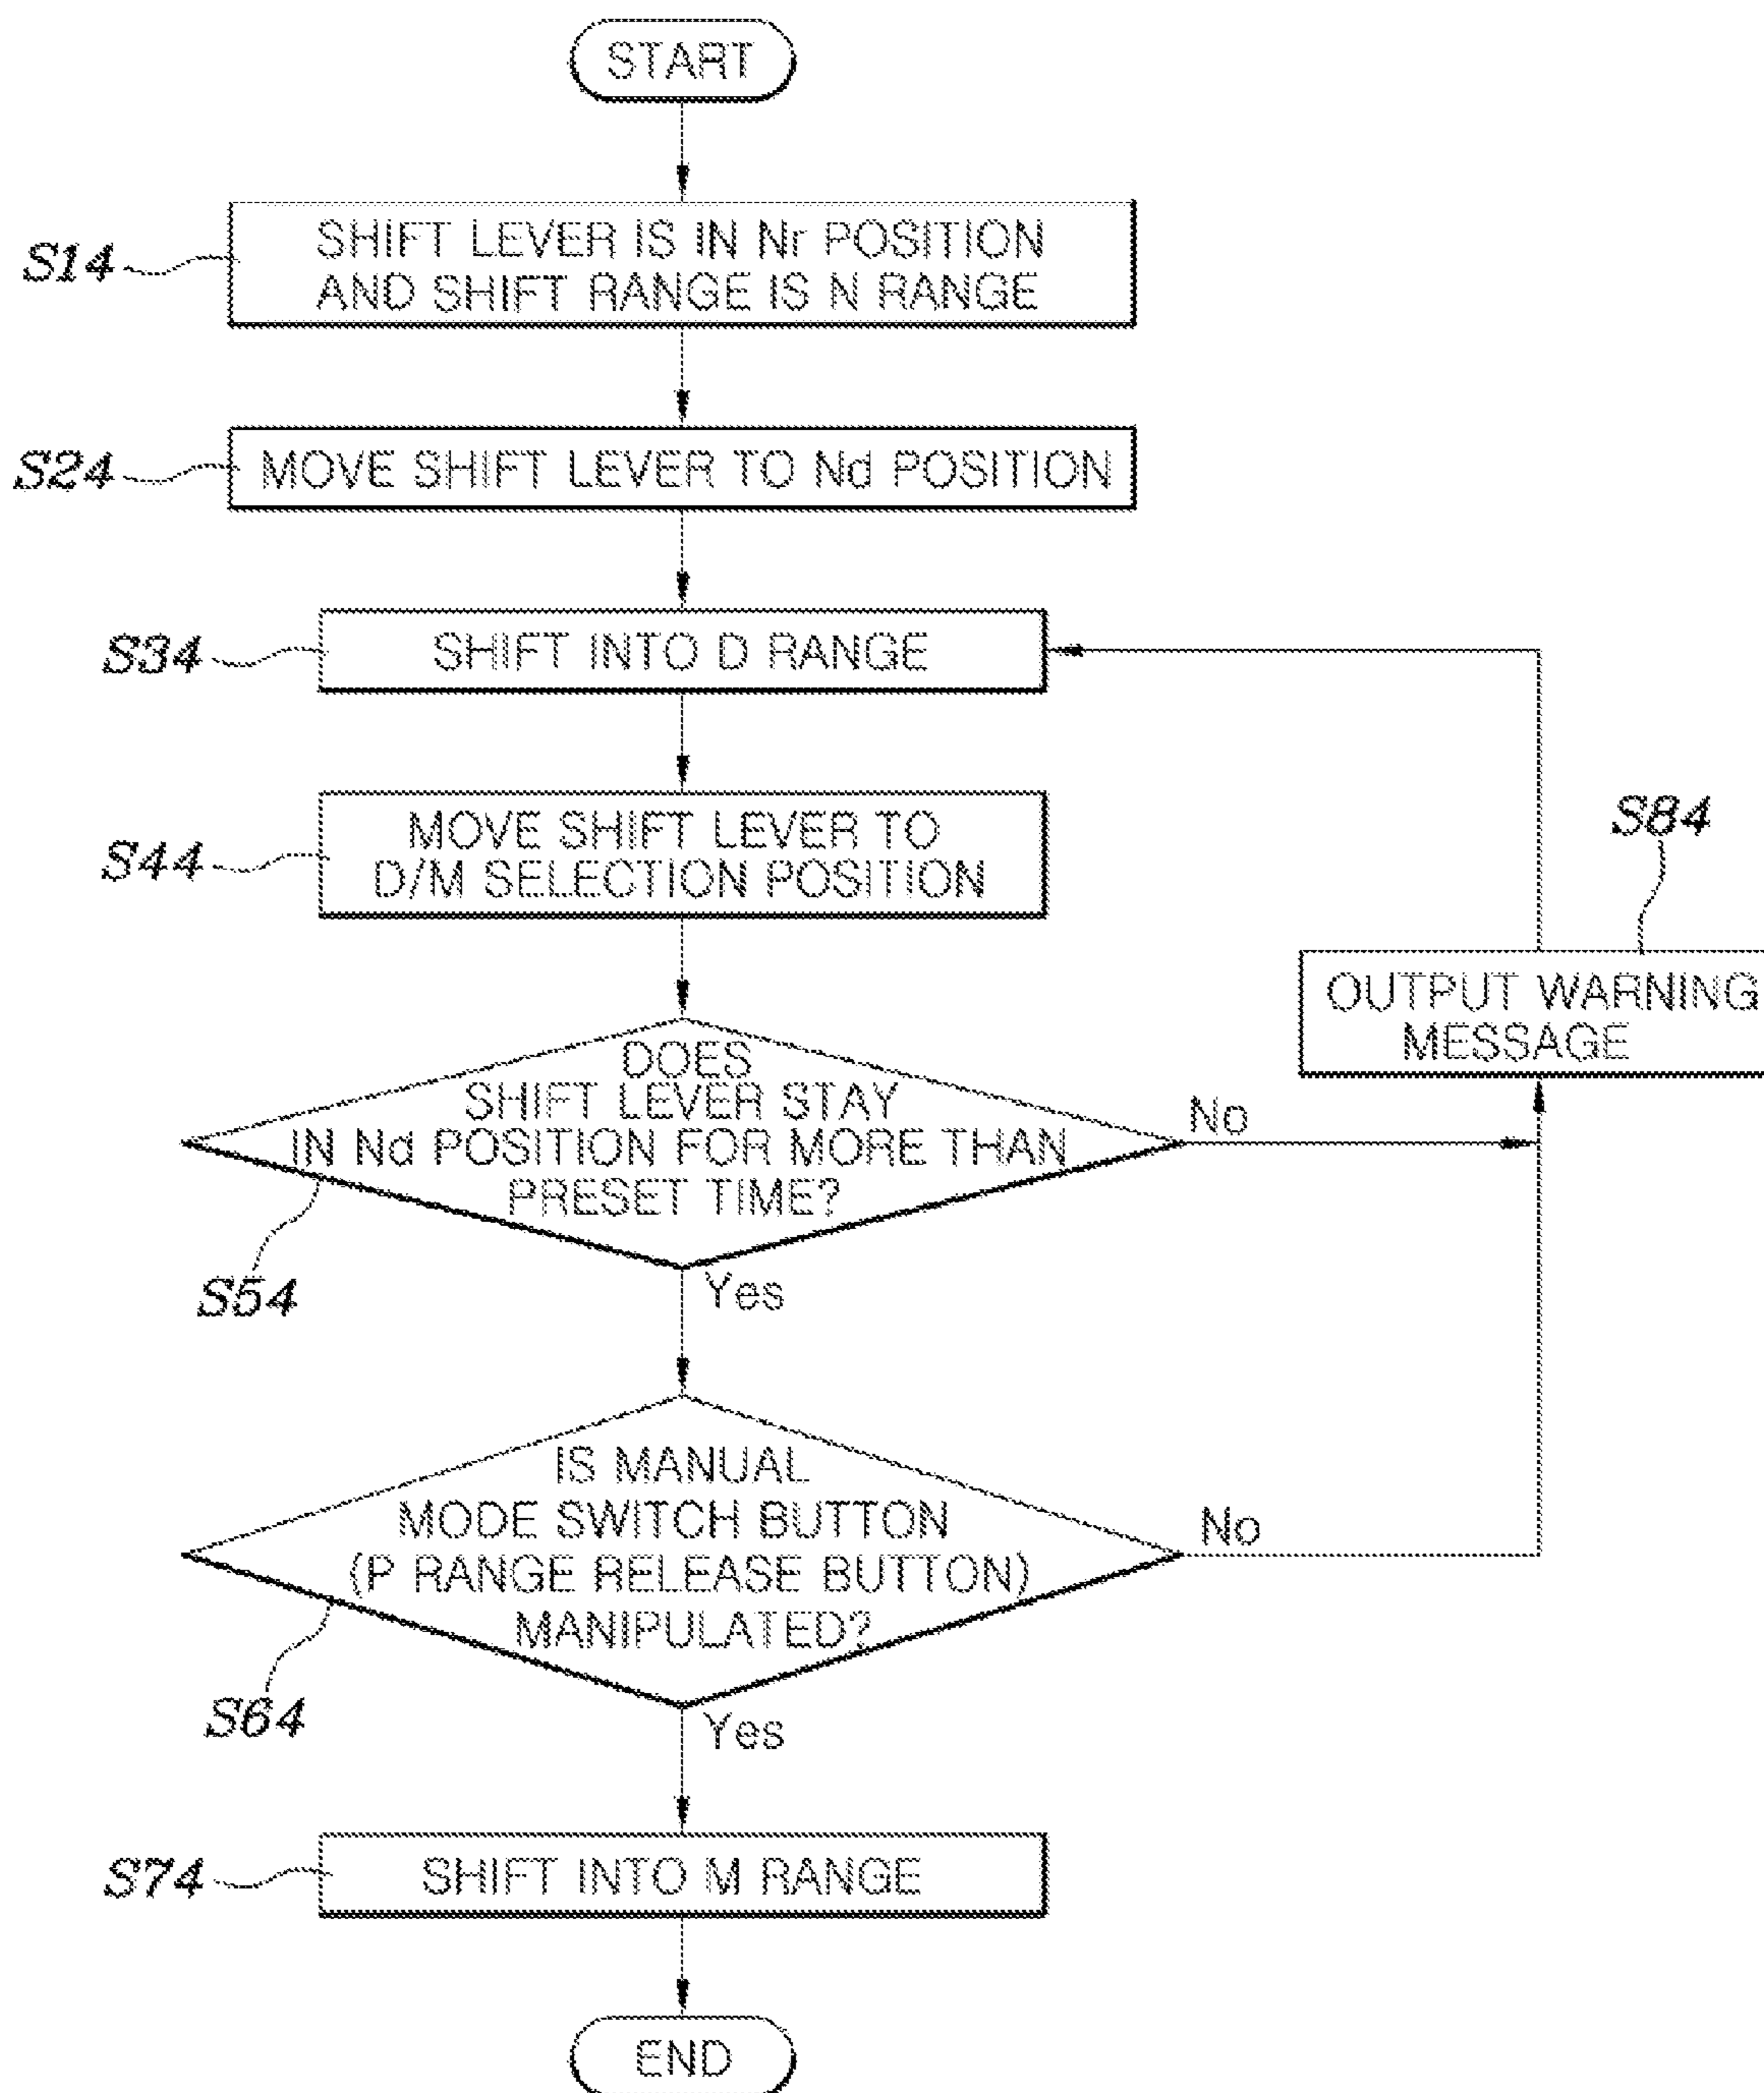 START
S14
SHIFT LEVER IS IN Nr POSITION
AND SHIFT RANGE IS N RANGE
S24
MOVE SHIFT LEVER TO Nd POSITION
S34
SHIFT INTO D RANGE
S44
MOVE SHIFT LEVER TO
D/M SELECTION POSITION
S84
OUTPUT WARNING
MESSAGE
DOES
SHIFT LEVER STAY
IN Nd POSITION FOR MORE THAN
PRESET TIME?
No
S54
Yes
IS MANUAL
MODE SWITCH BUTTON
(P RANGE RELEASE BUTTON)
MANIPULATED?
No
S64
Yes
S74
SHIFT INTO M RANGE
END